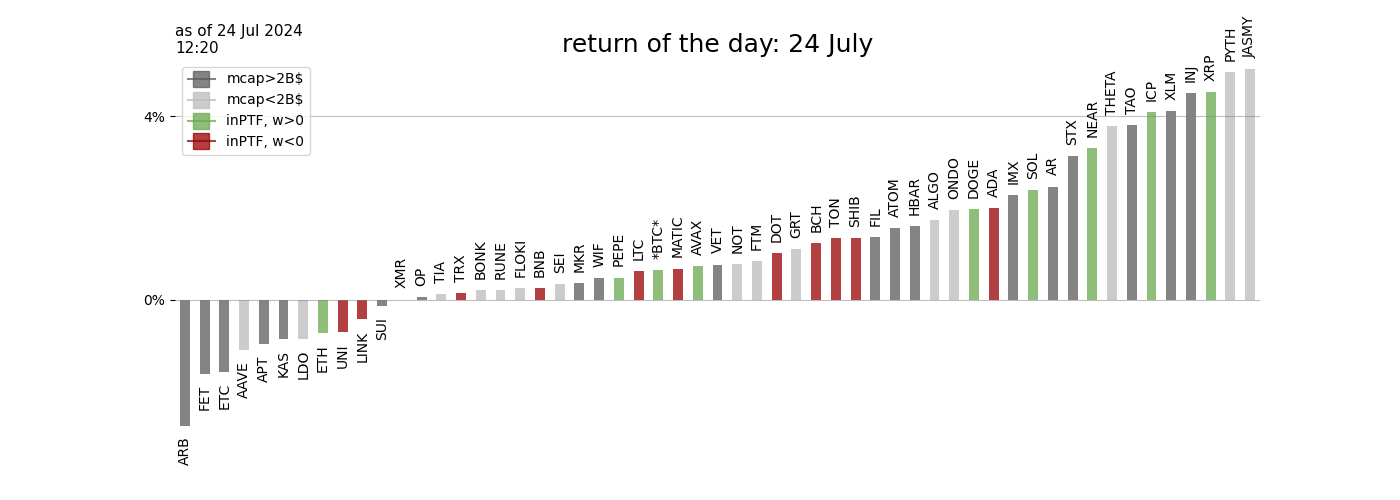 as of 24 Jul 2024
12:20
return of the day: 24 July
mcap>2B$
mcap<2B$
inPTF, w>0
inPTF, w<0
4%
0%
ARB
FET
ETC
AAVE
APT
KAS
LDO
ETH
UNI
LINK
SUI
XMR
OP
TIA
TRX
BONK
RUNE
FLOKI
BNB
SEI
MKR
WIF
PEPE
LTC
*BTC*
MATIC
AVAX
VET
NOT
FTM
DOT
GRT
BCH
TON
SHIB
FIL
ATOM
HBAR
ALGO
ONDO
DOGE
ADA
IMX
SOL
AR
STX
NEAR
THETA
TAO
ICP
XLM
INJ
XRP
PYTH
JASMY